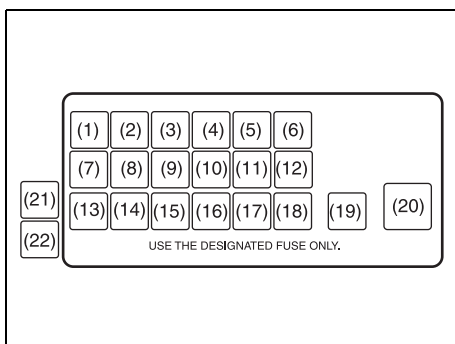 (1) (2) (3) (4) (5) (6)
(7) (8) (9) (10) (11) (12)
(21) (13) (14) (15) (16) (17) (18) (19) (20)
(22) USE THE DESIGNATED FUSE ONLY.